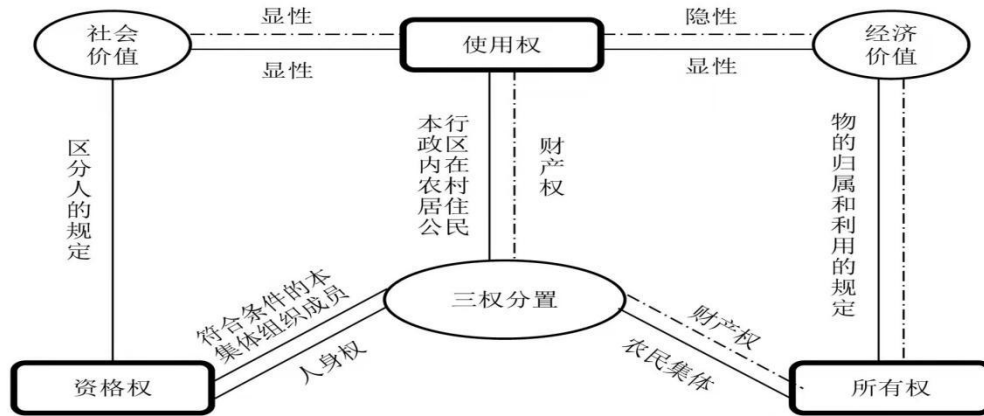 社会
价值
显性
显性
使用权
隐性
显性
经济
价值
区分人的规定
本行
政区
内在
农村
居住
公民
财产权
物的归属和利用的规定
三权分置
符合条件的本
集体组织成员
人身权
财产权
农民集体
资格权
所有权